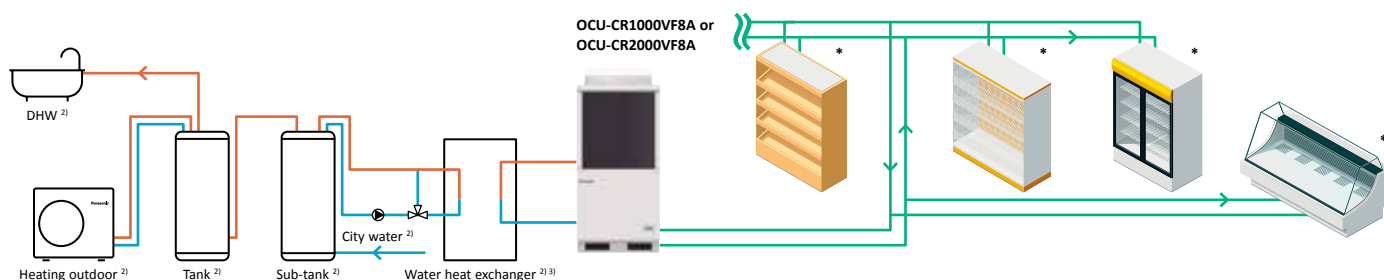 OCU-CR1000VF8A or
OCU-CR2000VF8A
*
*
*
*
DHW 2)
Panasonic
City water 2)
Heating outdoor 2)
Tank 2)
Sub-tank 2)
Water heat exchanger 2) 3)